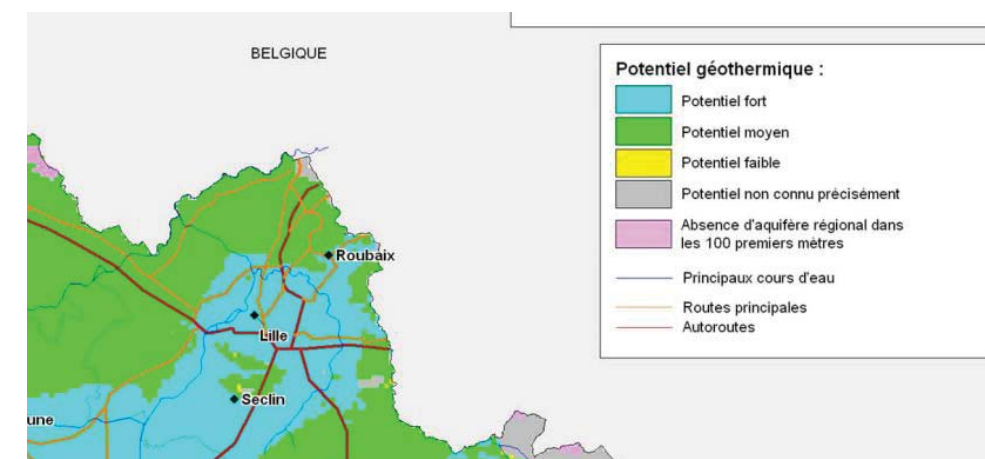 BELGIQUE
Potentiel géothermique :
Potentiel fort
Potentiel moyen
Potentiel faible
Potentiel non connu précisément
Absence d'aquifère régional dans
les 100 premiers mètres
Principaux cours d'eau
Routes principales
Autoroutes
Roubaix
Lille
Seclin
une